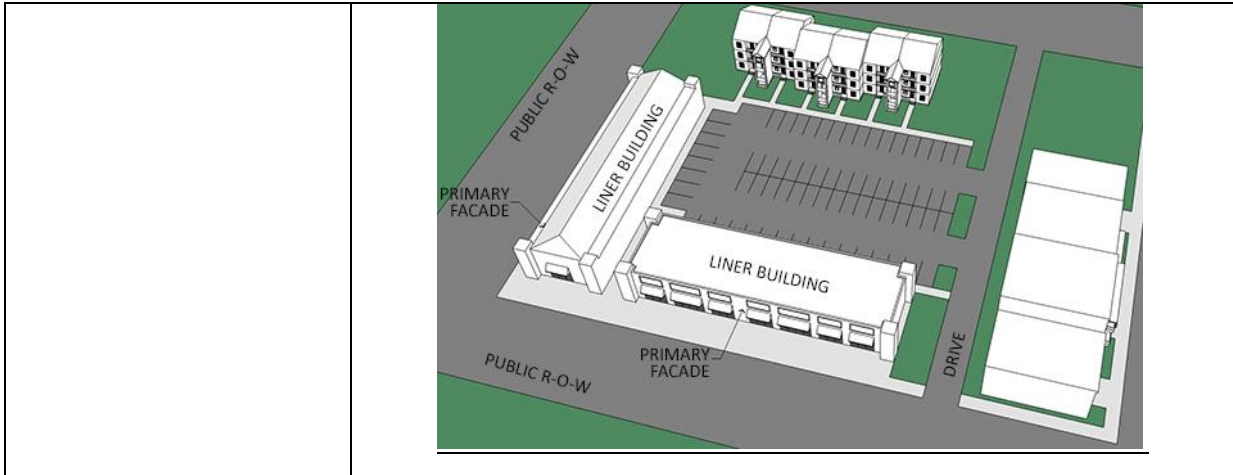 PUBLIC R-O-W
LINER BUILDING
PRIMARY
FACADE
LINER BUILDING
PRIMARY
FACADE
PUBLIC R-O-W
DRIVE